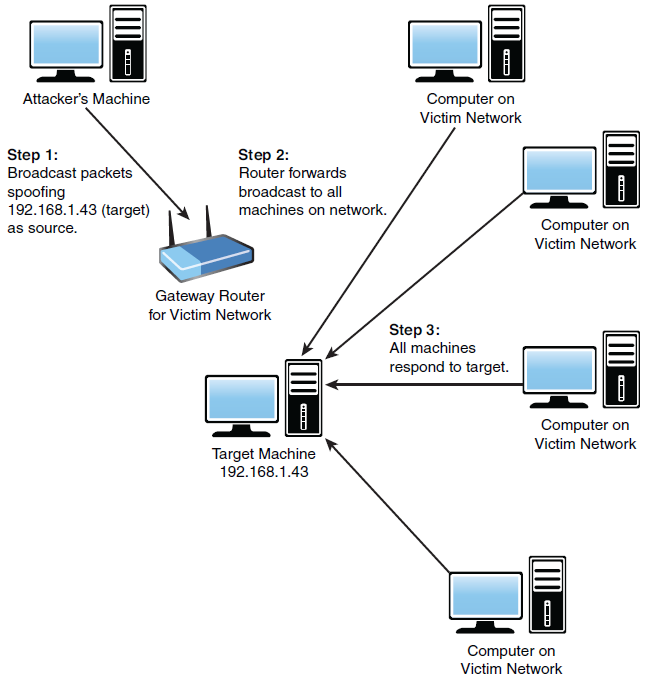 Attacker's Machine
Computer on
Victim Network
Step 1:
Broadcast packets
spoofing
192.168.1.43 (target)
as source.
Step 2:
Router forwards
broadcast to all
machines on network.
Computer on
Victim Network
Gateway Router
for Victim Network
Step 3:
All machines
respond to target.
Computer on
Victim Network
Target Machine
192.168.1.43
Computer on
Victim Network